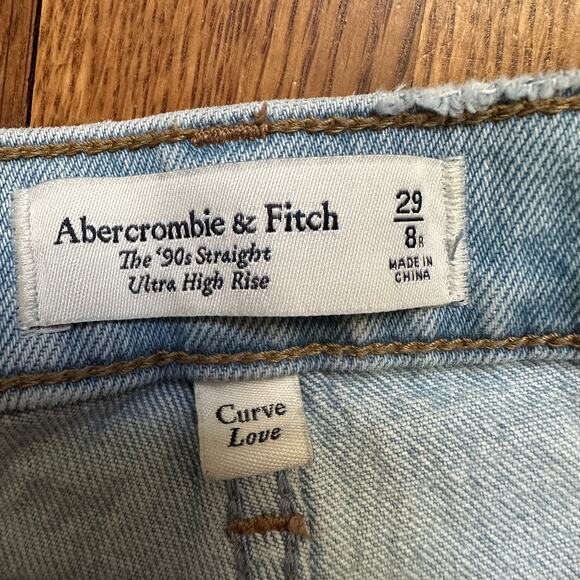 Abercrombie & Fitch
The '90s Straight
Ultra High Rise
29
8R
MADE IN
CHINA
Curve
Love